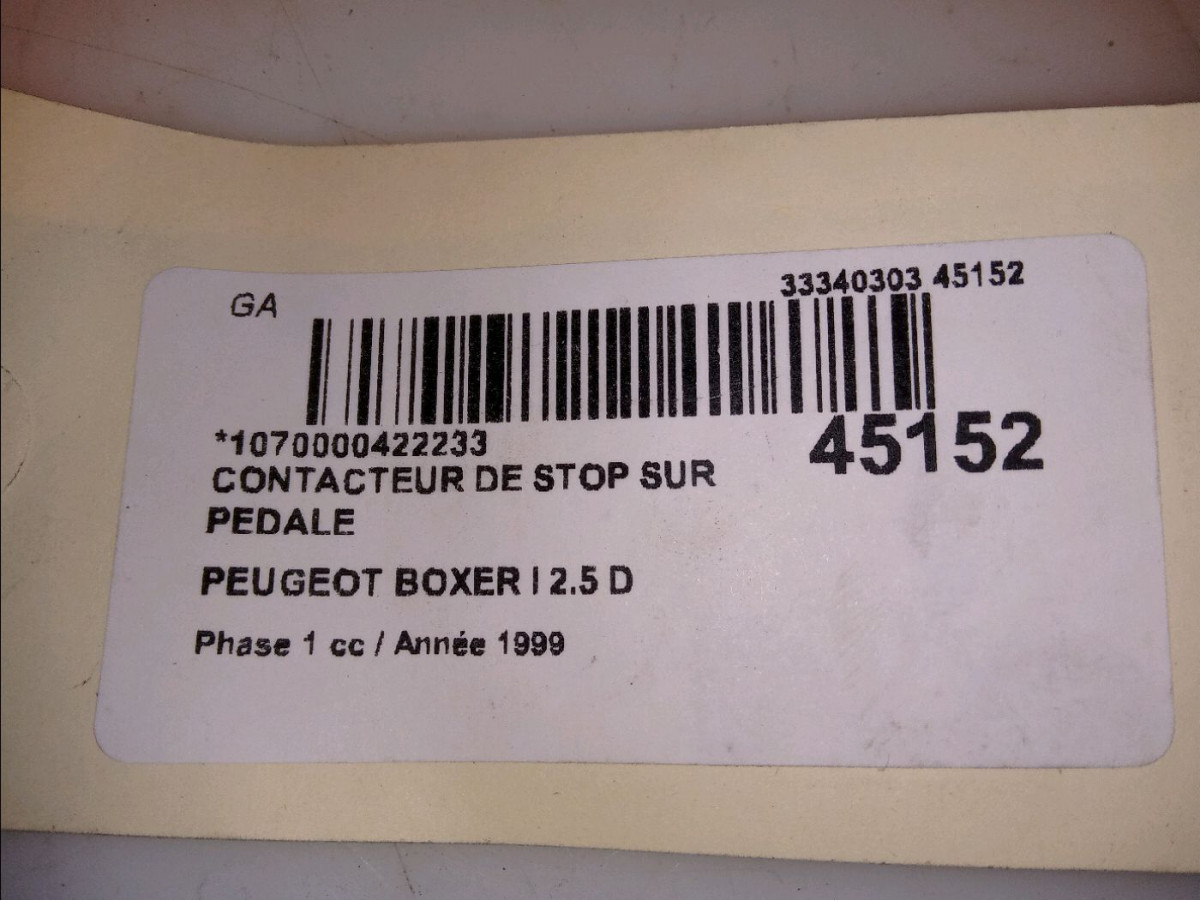 GA
33340303 45152
*1070000422233
45152
CONTACTEUR DE STOP SUR
PEDALE
PEUGEOT BOXER I 2.5 D
Phase 1 cc / Année 1999